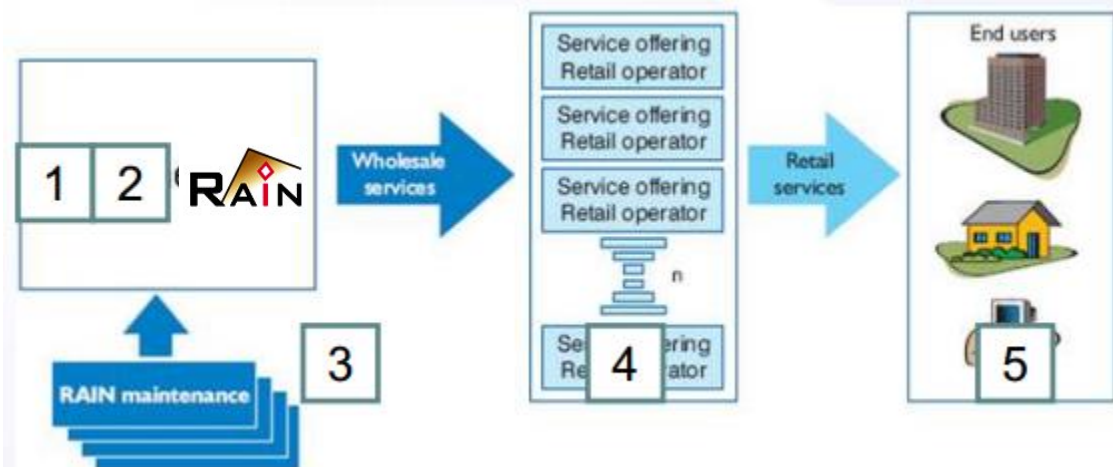 1
2
RAIN
Wholesale
services
RAIN maintenance
3
Service offering
Retail operator
Service offering
Retail operator
Service offering
Retail operator
n
4
Retail
services
End users
5